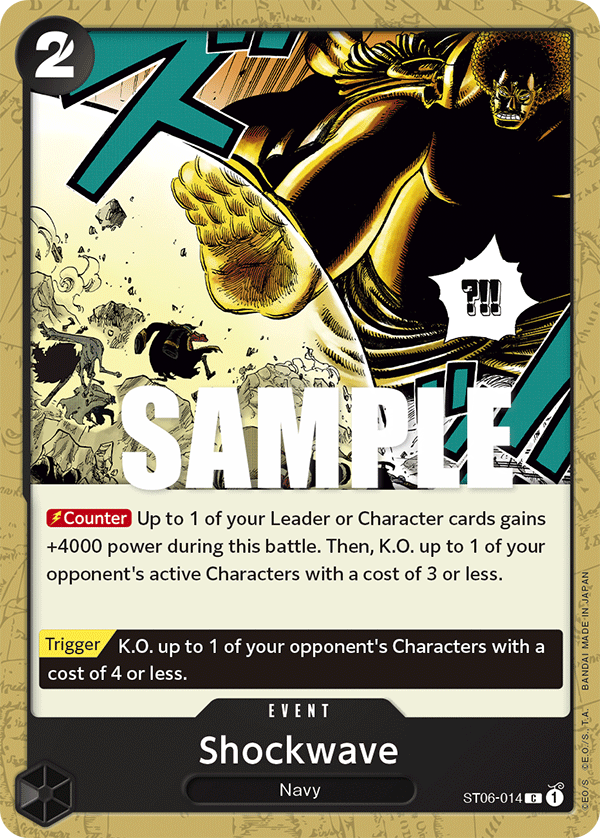 2
?!!
SAMPLE
Counter Up to 1 of your Leader or Character cards gains
+4000 power during this battle. Then, K.O. up to 1 of your
opponent's active Characters with a cost of 3 or less.
Trigger K.O. up to 1 of your opponent's Characters with a
cost of 4 or less.
EVENT
Shockwave
Navy
ST06-014 C 1
©E.O/S. ©E.O./S.,T.A. BANDAI MADE IN JAPAN